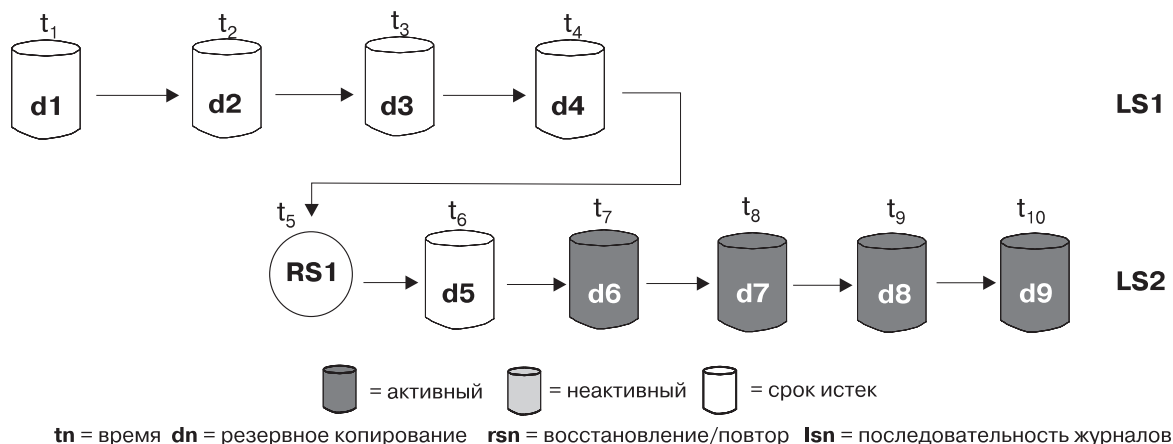 t1 t2 t3 t4
d1 d2 d3 d4 LS1
t5 t6 t7 t8 t9 t10
RS1 d5 d6 d7 d8 d9 LS2
= активный = неактивный = срок истек
tn = время dn = резервное копирование rsn = восстановление/повтор lsn = последовательность журналов